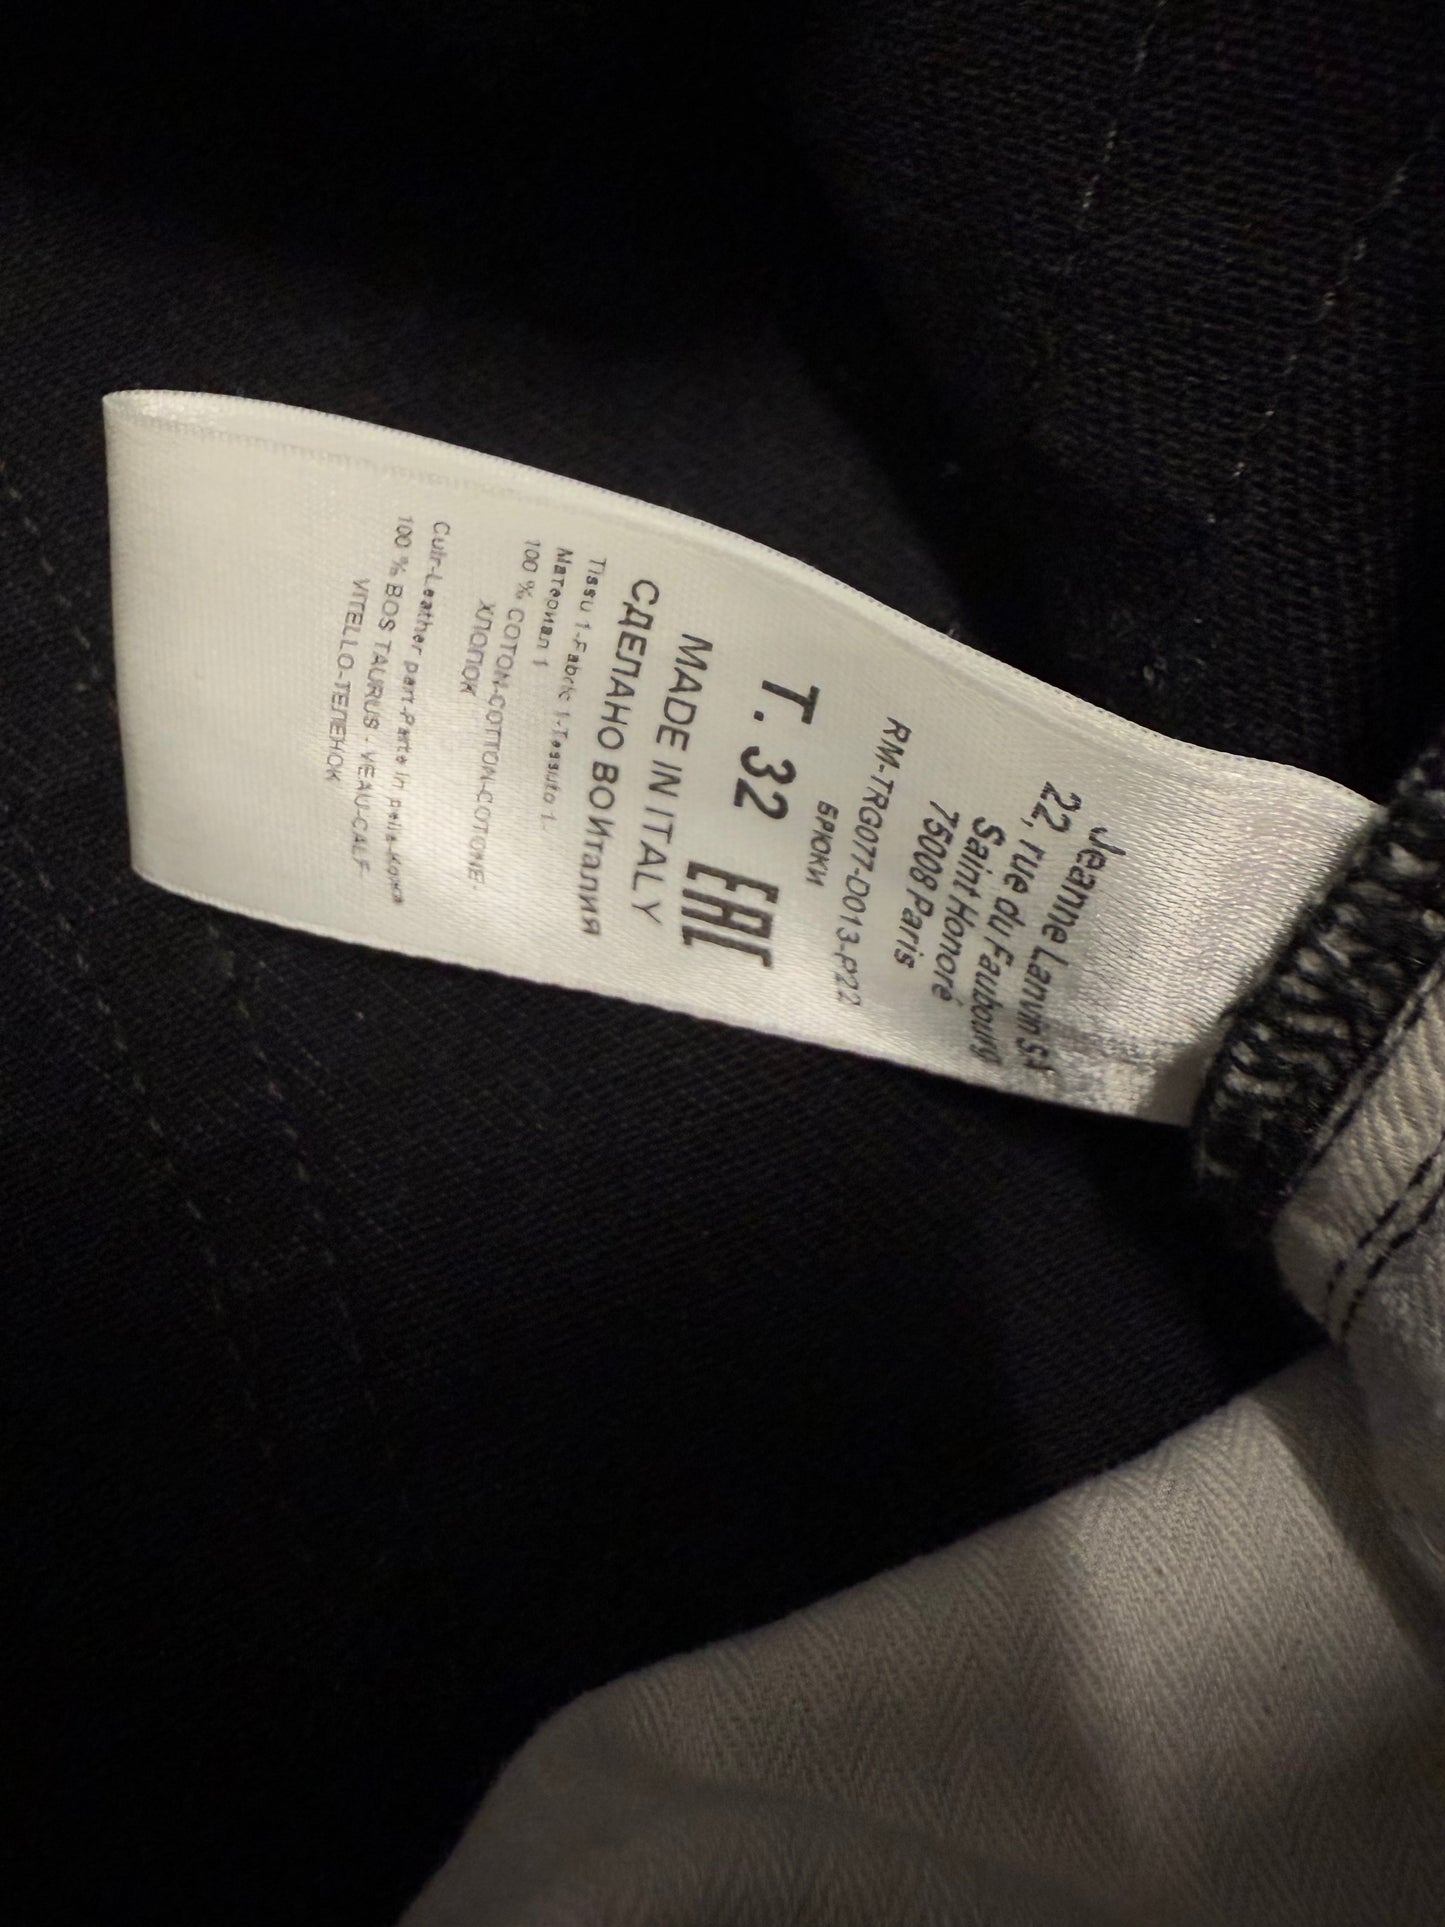 Jeanne Lanvin SA
22, rue du Faubourg
Saint Honoré
75008 Paris
RM-TRG077-D013-P22
БРЮКИ
T. 32 EAC
MADE IN ITALY
СДЕЛАНО ВО ИТАЛИЯ
Tissu 1-Fabric 1-Tessuto 1.
Материал 1
100 % COTON-COTTON-COTONE-
ХЛОПОК
Cuir-Leather part-Parte in pelle-Кожа
100 % BOS TAURUS - VEAU-CALF-
VITELLO-ТЕЛЕНОК